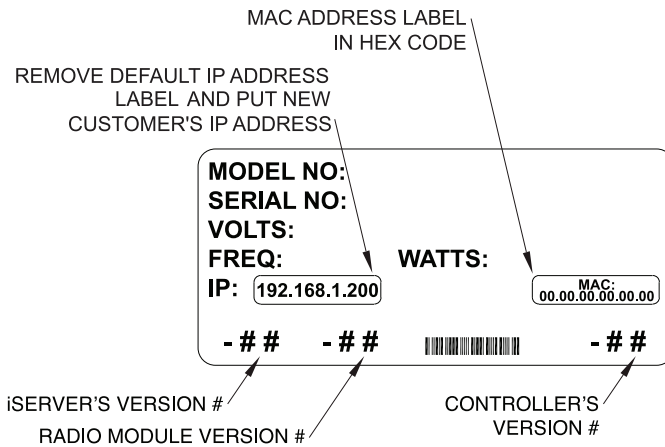 MAC ADDRESS LABEL
IN HEX CODE
REMOVE DEFAULT IP ADDRESS
LABEL AND PUT NEW
CUSTOMER'S IP ADDRESS
MODEL NO:
SERIAL NO:
VOLTS:
FREQ: WATTS:
IP: 192.168.1.200
MAC:
00.00.00.00.00.00
-## -## -##
iSERVER'S VERSION #
RADIO MODULE VERSION #
CONTROLLER'S
VERSION #